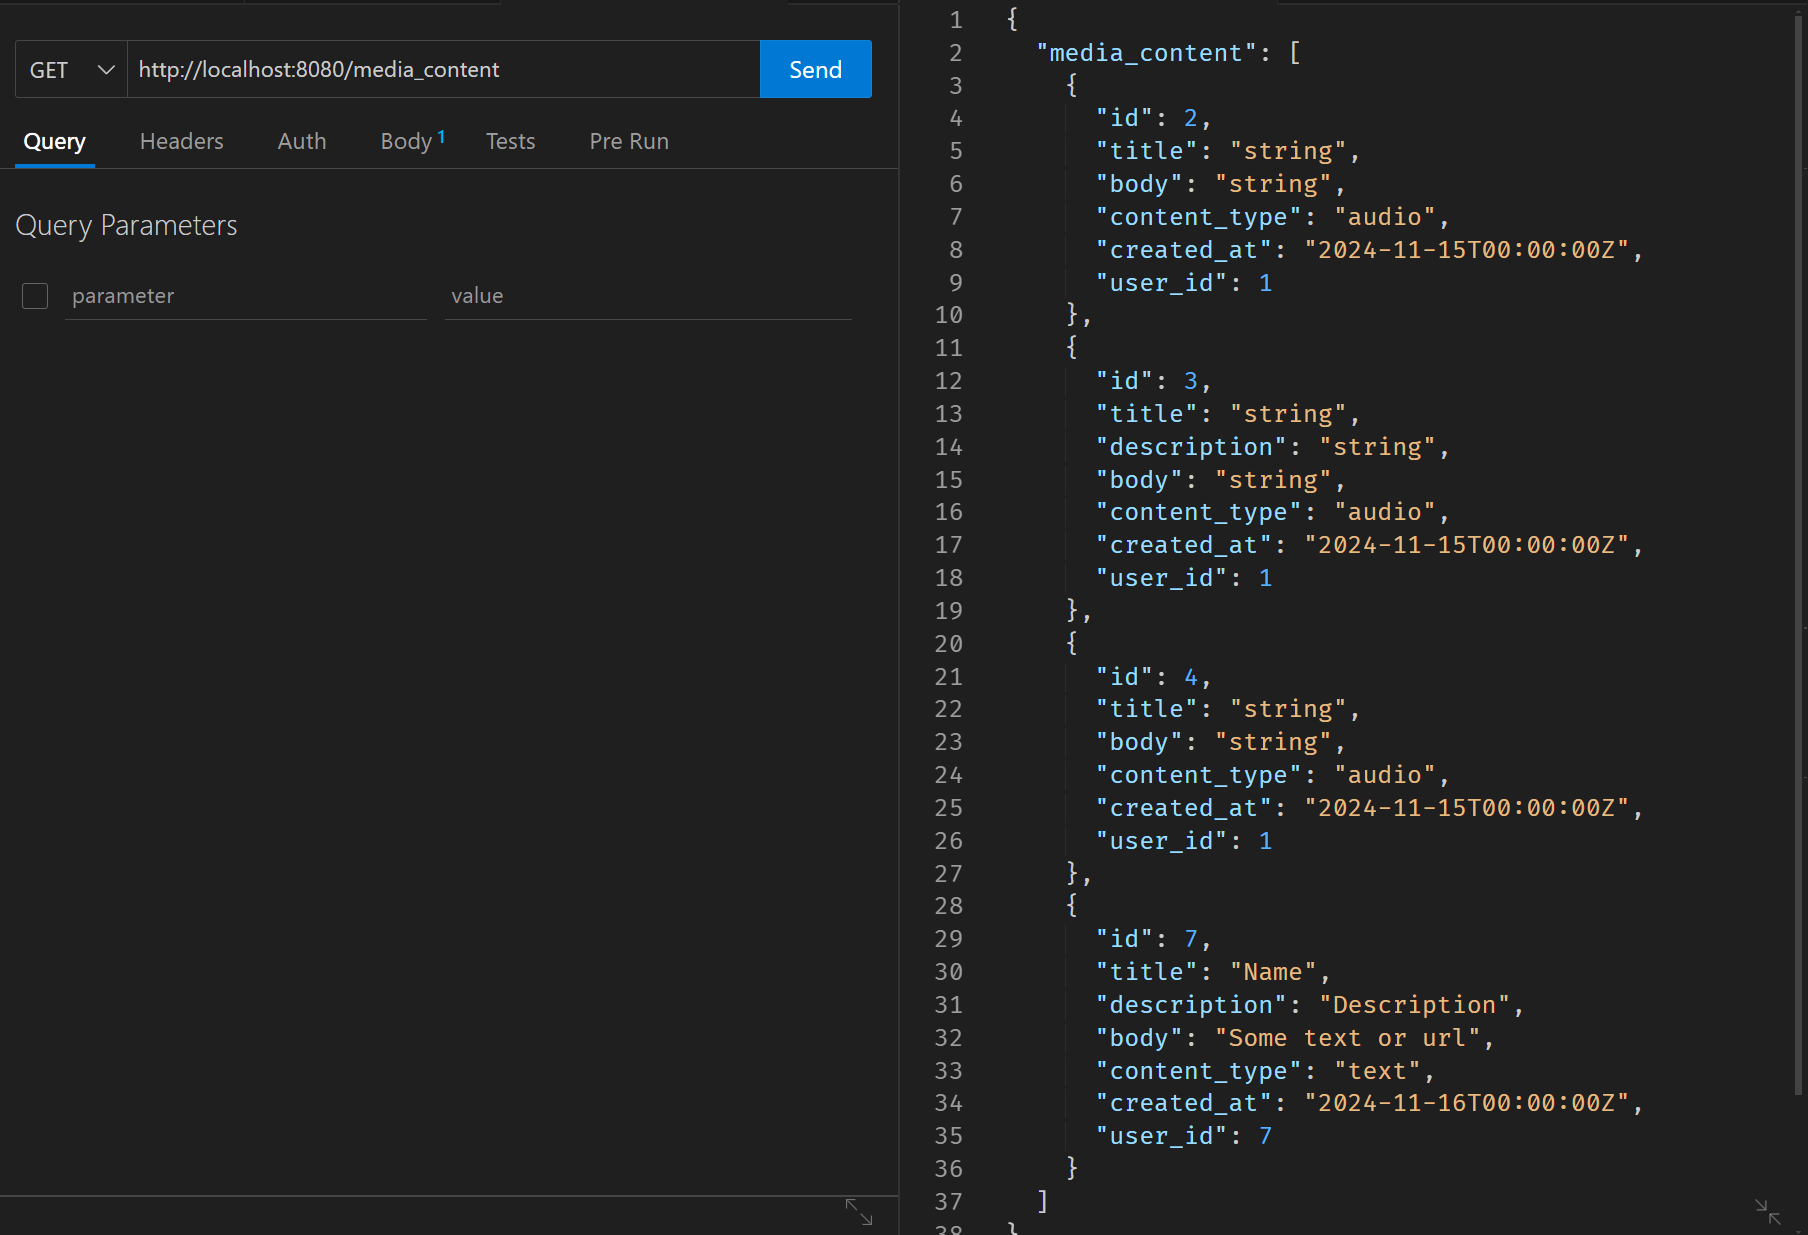 GET http://localhost:8080/media_content Send
Query Headers Auth Body 1 Tests Pre Run
Query Parameters
parameter value
1 {
2 "media_content": [
3 {
4 "id": 2,
5 "title": "string",
6 "body": "string",
7 "content_type": "audio",
8 "created_at": "2024-11-15T00:00:00Z",
9 "user_id": 1
10 },
11 {
12 "id": 3,
13 "title": "string",
14 "description": "string",
15 "body": "string",
16 "content_type": "audio",
17 "created_at": "2024-11-15T00:00:00Z",
18 "user_id": 1
19 },
20 {
21 "id": 4,
22 "title": "string",
23 "body": "string",
24 "content_type": "audio",
25 "created_at": "2024-11-15T00:00:00Z",
26 "user_id": 1
27 },
28 {
29 "id": 7,
30 "title": "Name",
31 "description": "Description",
32 "body": "Some text or url",
33 "content_type": "text",
34 "created_at": "2024-11-16T00:00:00Z",
35 "user_id": 7
36 }
37 ]
38 }